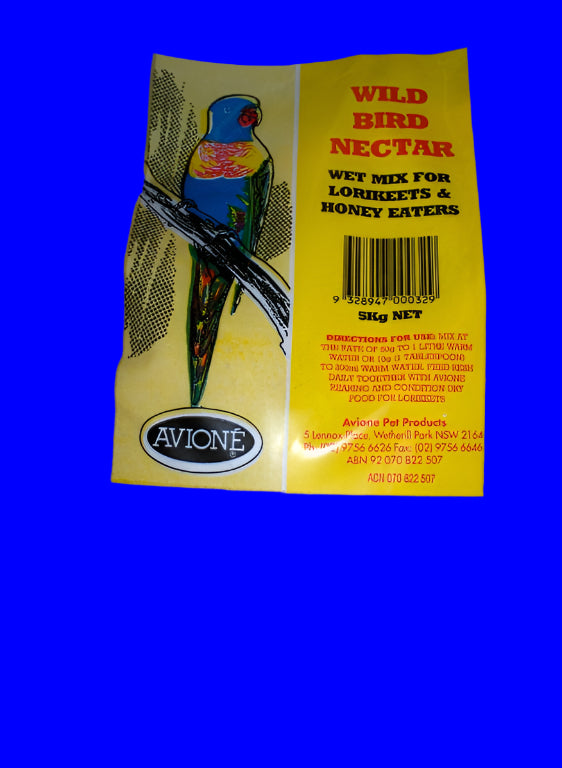 WILD
BIRD
NECTAR
WET MIX FOR
LORIKEETS &
HONEY EATERS
9 328947 000329
5Kg NET
DIRECTIONS FOR USE: MIX AT
THE RATE OF 50g TO 1 LITRE WARM
WATER OR 10g (1 TABLESPOON)
TO 300ml WARM WATER. FEED FRESH
DAILY TOGETHER WITH AVIONE
REARING AND CONDITION DRY
FOOD FOR LORIKEETS
Avione Pet Products
5 Lennox Place, Wetherill Park NSW 2164
Ph: (02) 9756 6626 Fax: (02) 9756 6646
ABN 92 070 822 507
ACN 070 822 507
AVIONÉ
®